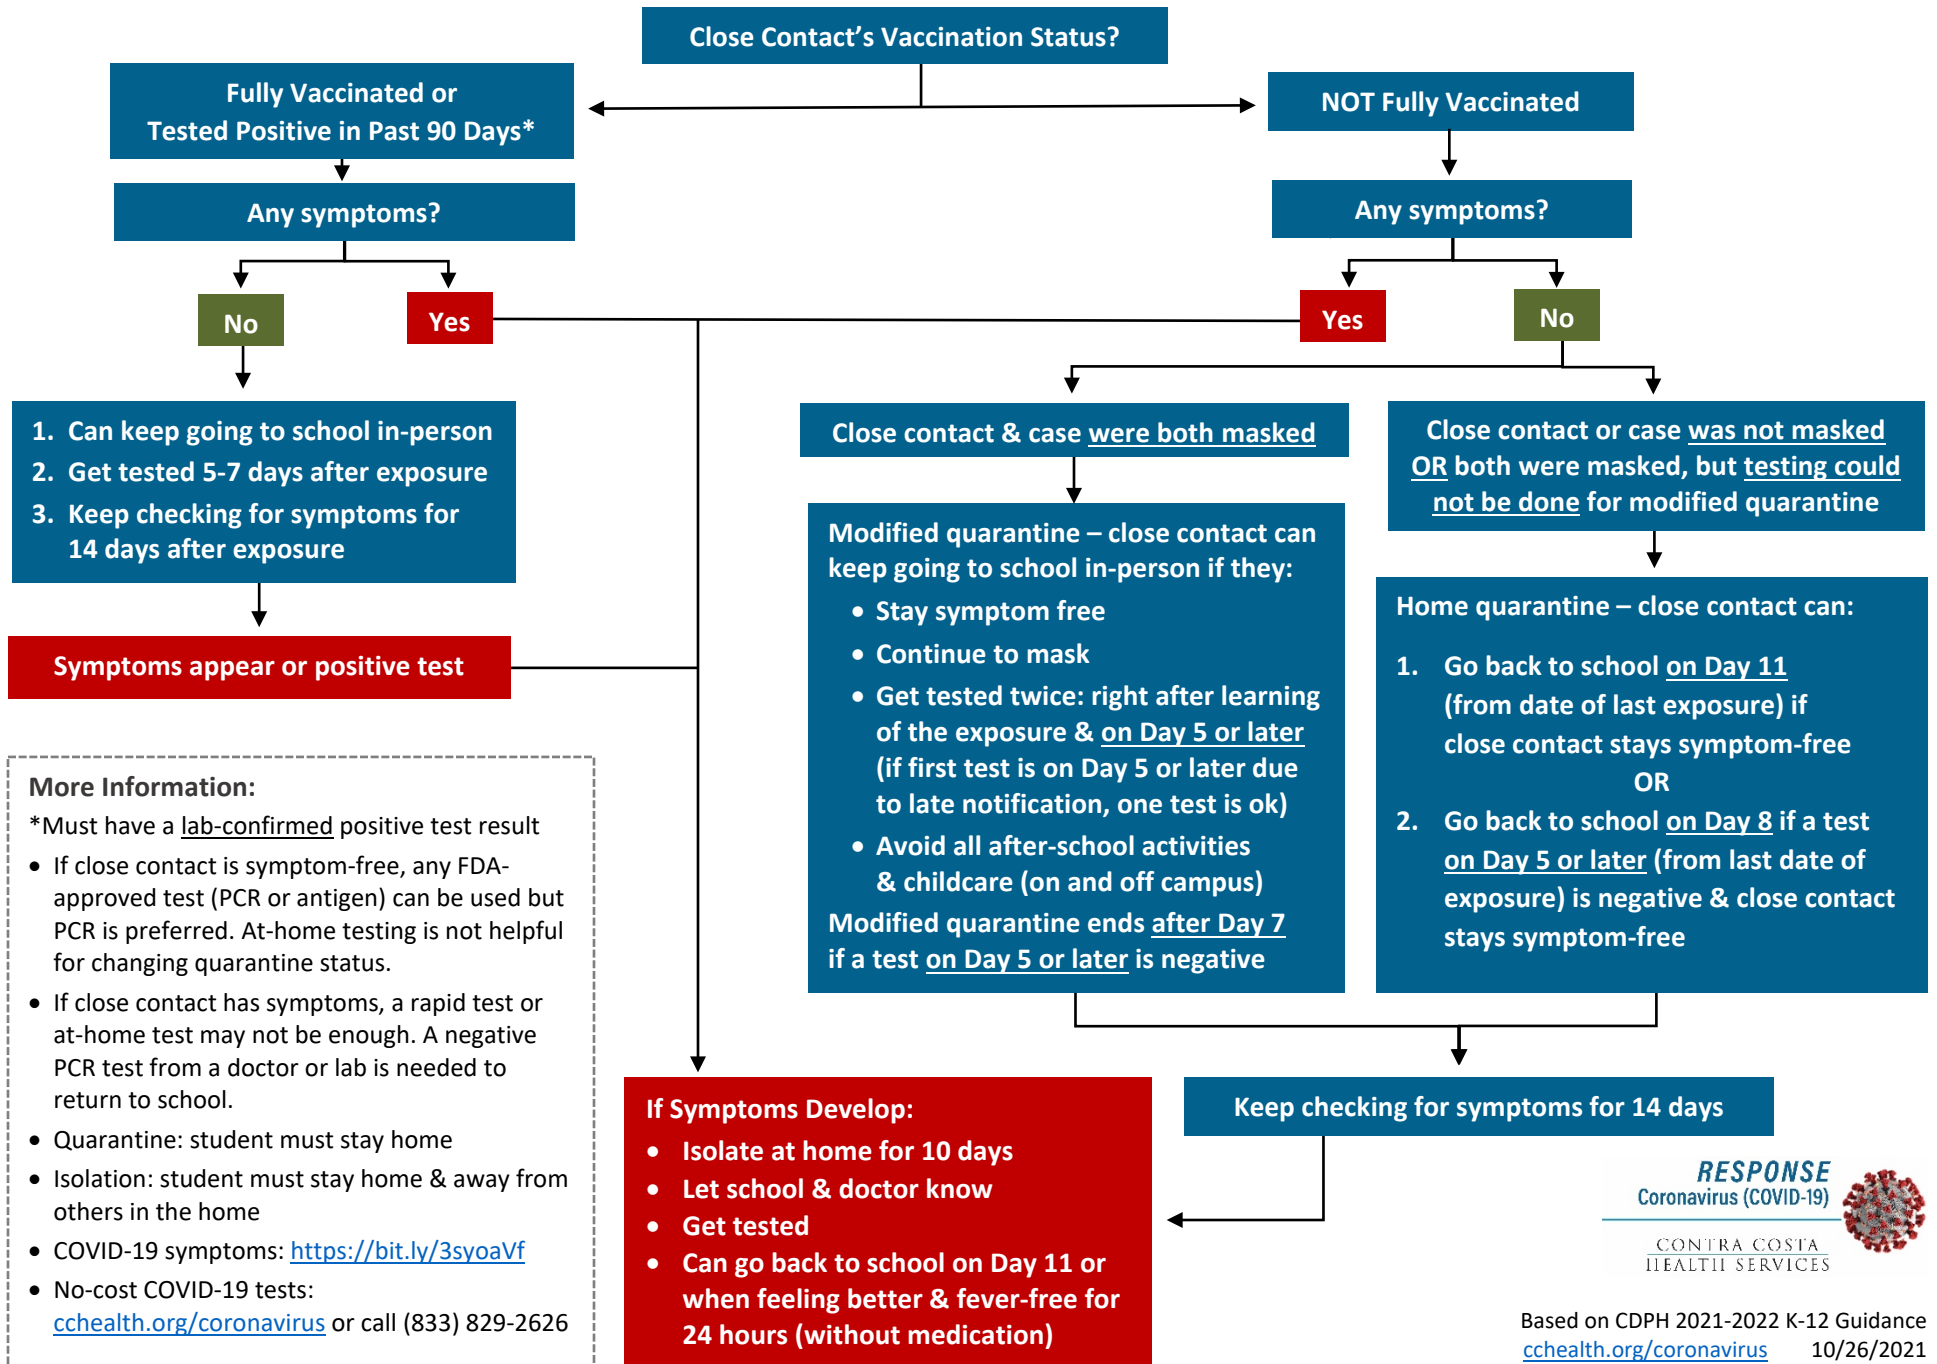 Close Contact’s Vaccination Status?
Fully Vaccinated or
Tested Positive in Past 90 Days*
NOT Fully Vaccinated
Any symptoms?
Any symptoms?
No
Yes
Yes
No
1. Can keep going to school in-person
2. Get tested 5-7 days after exposure
3. Keep checking for symptoms for
14 days after exposure
Symptoms appear or positive test
Close contact & case were both masked
Modified quarantine – close contact can
keep going to school in-person if they:
• Stay symptom free
• Continue to mask
• Get tested twice: right after learning
of the exposure & on Day 5 or later
(if first test is on Day 5 or later due
to late notification, one test is ok)
• Avoid all after-school activities
& childcare (on and off campus)
Modified quarantine ends after Day 7
if a test on Day 5 or later is negative
Close contact or case was not masked
OR both were masked, but testing could
not be done for modified quarantine
Home quarantine – close contact can:
1. Go back to school on Day 11
(from date of last exposure) if
close contact stays symptom-free
OR
2. Go back to school on Day 8 if a test
on Day 5 or later (from last date of
exposure) is negative & close contact
stays symptom-free
Keep checking for symptoms for 14 days
If Symptoms Develop:
• Isolate at home for 10 days
• Let school & doctor know
• Get tested
• Can go back to school on Day 11 or
when feeling better & fever-free for
24 hours (without medication)
More Information:
*Must have a lab-confirmed positive test result
• If close contact is symptom-free, any FDA-
approved test (PCR or antigen) can be used but
PCR is preferred. At-home testing is not helpful
for changing quarantine status.
• If close contact has symptoms, a rapid test or
at-home test may not be enough. A negative
PCR test from a doctor or lab is needed to
return to school.
• Quarantine: student must stay home
• Isolation: student must stay home & away from
others in the home
• COVID-19 symptoms: https://bit.ly/3syoaVf
• No-cost COVID-19 tests:
cchealth.org/coronavirus or call (833) 829-2626
RESPONSE
Coronavirus (COVID-19)
CONTRA COSTA
HEALTH SERVICES
Based on CDPH 2021-2022 K-12 Guidance
cchealth.org/coronavirus 10/26/2021